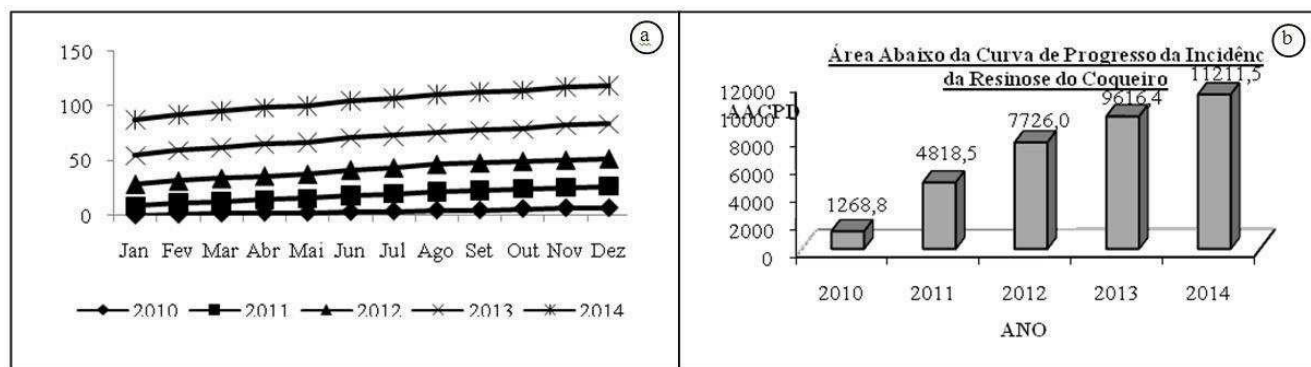 a
150
100
50
0
Jan Fev Mar Abr Mai Jun Jul Ago Set Out Nov Dez
2010 2011 2012 2013 2014
b
Área Abaixo da Curva de Progresso da Incidênc
da Resinose do Coqueiro
AACPD
12000
10000
8000
6000
4000
2000
0
1268,8
4818,5
7726,0
9616,4
11211,5
2010 2011 2012 2013 2014
ANO